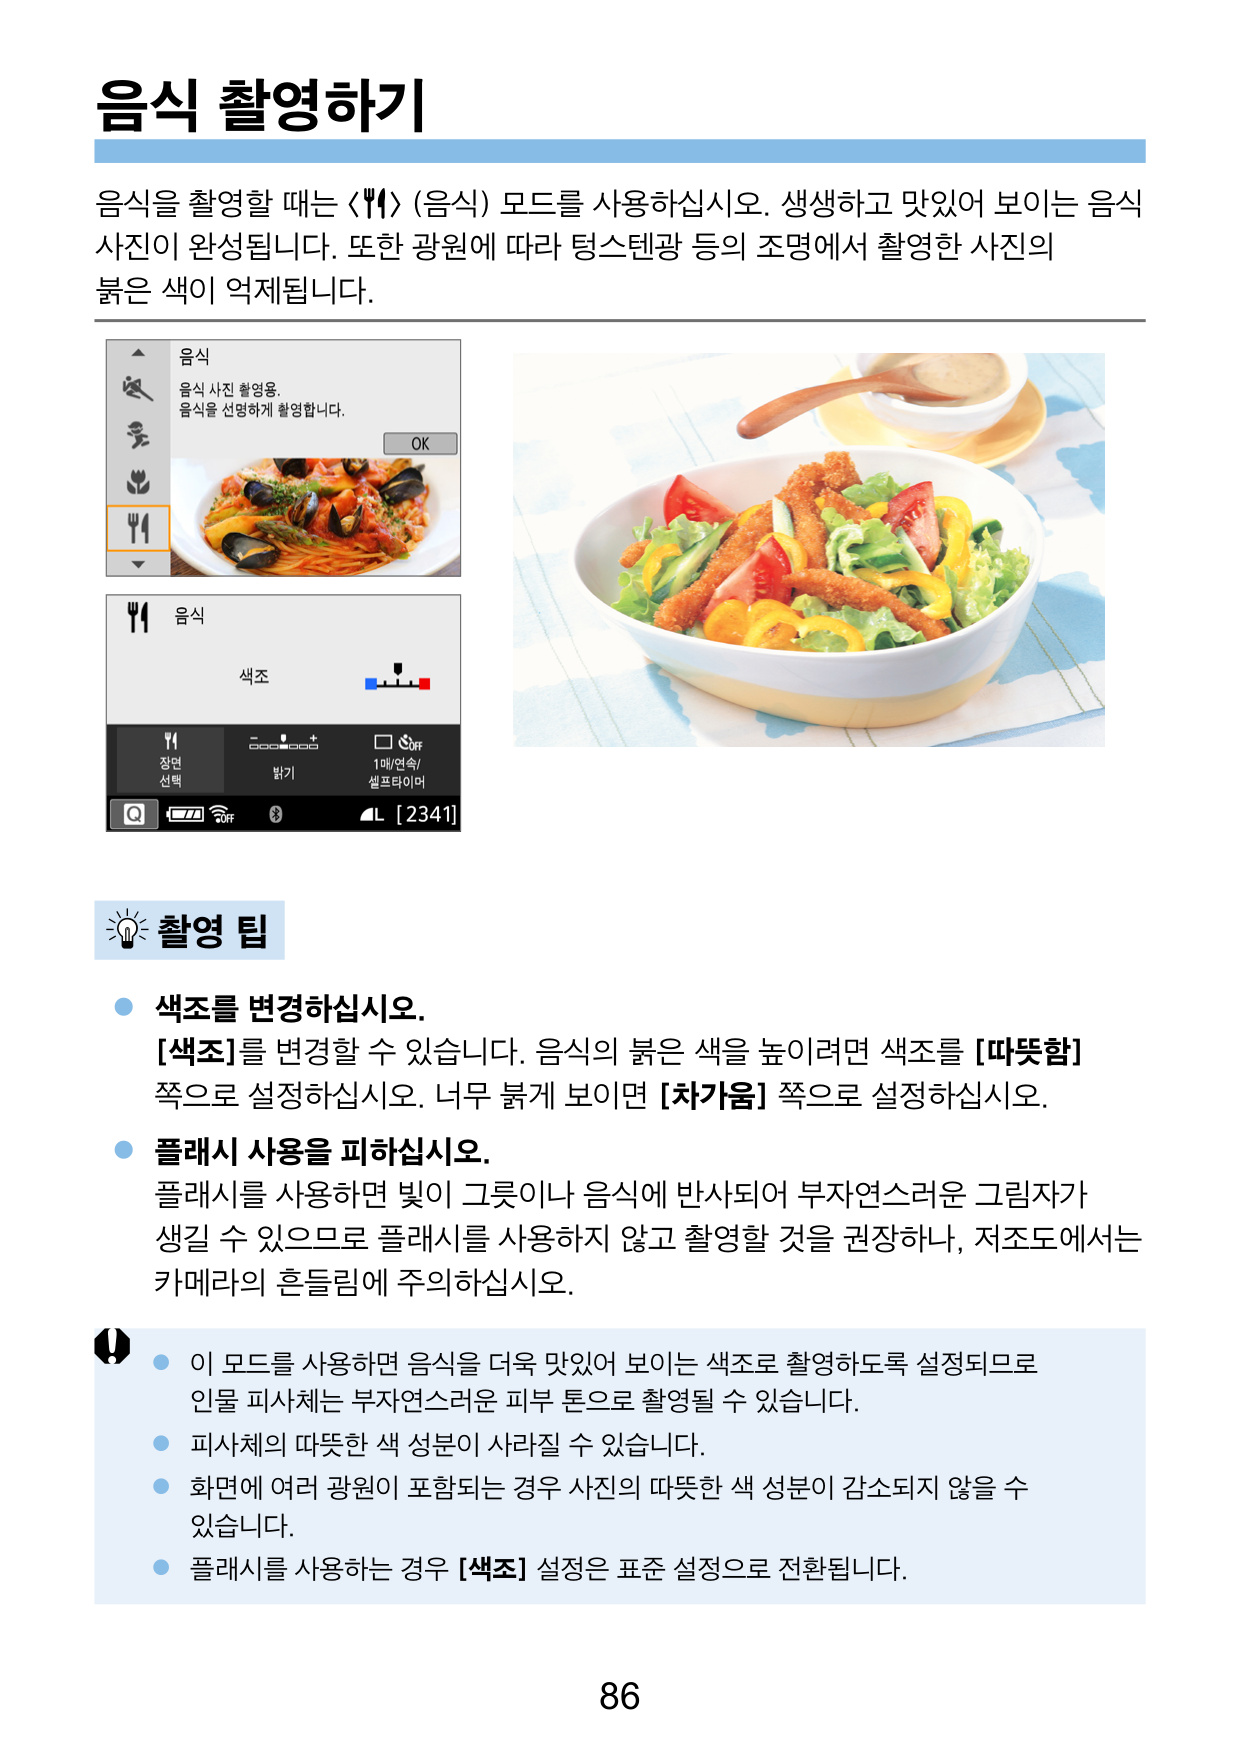 음식 촬영하기
음식을 촬영할 때는 < > (음식) 모드를 사용하십시오. 생생하고 맛있어 보이는 음식
사진이 완성됩니다. 또한 광원에 따라 텅스텐광 등의 조명에서 촬영한 사진의
붉은 색이 억제됩니다.
음식
음식 사진 촬영용.
음식을 선명하게 촬영합니다.
OK
음식
색조
장면
선택
- +
밝기
OFF
1매/연속/
셀프타이머
Q OFF L [2341]
촬영 팁
● 색조를 변경하십시오.
[색조]를 변경할 수 있습니다. 음식의 붉은 색을 높이려면 색조를 [따뜻함]
쪽으로 설정하십시오. 너무 붉게 보이면 [차가움] 쪽으로 설정하십시오.
● 플래시 사용을 피하십시오.
플래시를 사용하면 빛이 그릇이나 음식에 반사되어 부자연스러운 그림자가
생길 수 있으므로 플래시를 사용하지 않고 촬영할 것을 권장하나, 저조도에서는
카메라의 흔들림에 주의하십시오.
● 이 모드를 사용하면 음식을 더욱 맛있어 보이는 색조로 촬영하도록 설정되므로
인물 피사체는 부자연스러운 피부 톤으로 촬영될 수 있습니다.
● 피사체의 따뜻한 색 성분이 사라질 수 있습니다.
● 화면에 여러 광원이 포함되는 경우 사진의 따뜻한 색 성분이 감소되지 않을 수
있습니다.
● 플래시를 사용하는 경우 [색조] 설정은 표준 설정으로 전환됩니다.
86